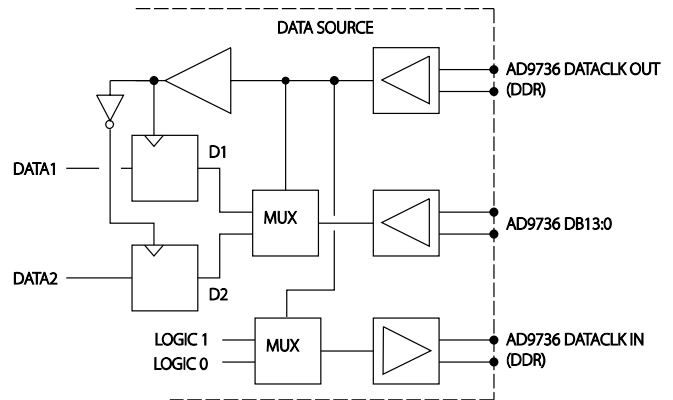 DATA SOURCE
AD9736 DATACLK OUT
(DDR)
D1
DATA1
MUX
AD9736 DB13:0
DATA2
D2
LOGIC 1
LOGIC 0
MUX
AD9736 DATACLK IN
(DDR)